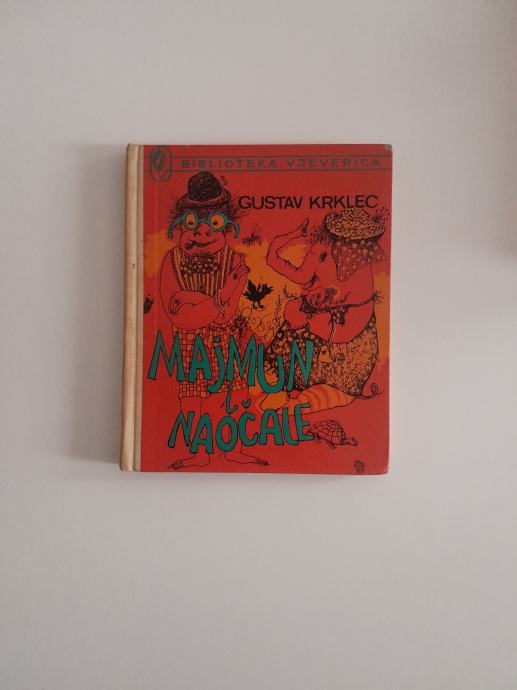 BIBLIOTEKA VJEVERICA
GUSTAV KRKLEC
MAJMUN
i
NAOČALE